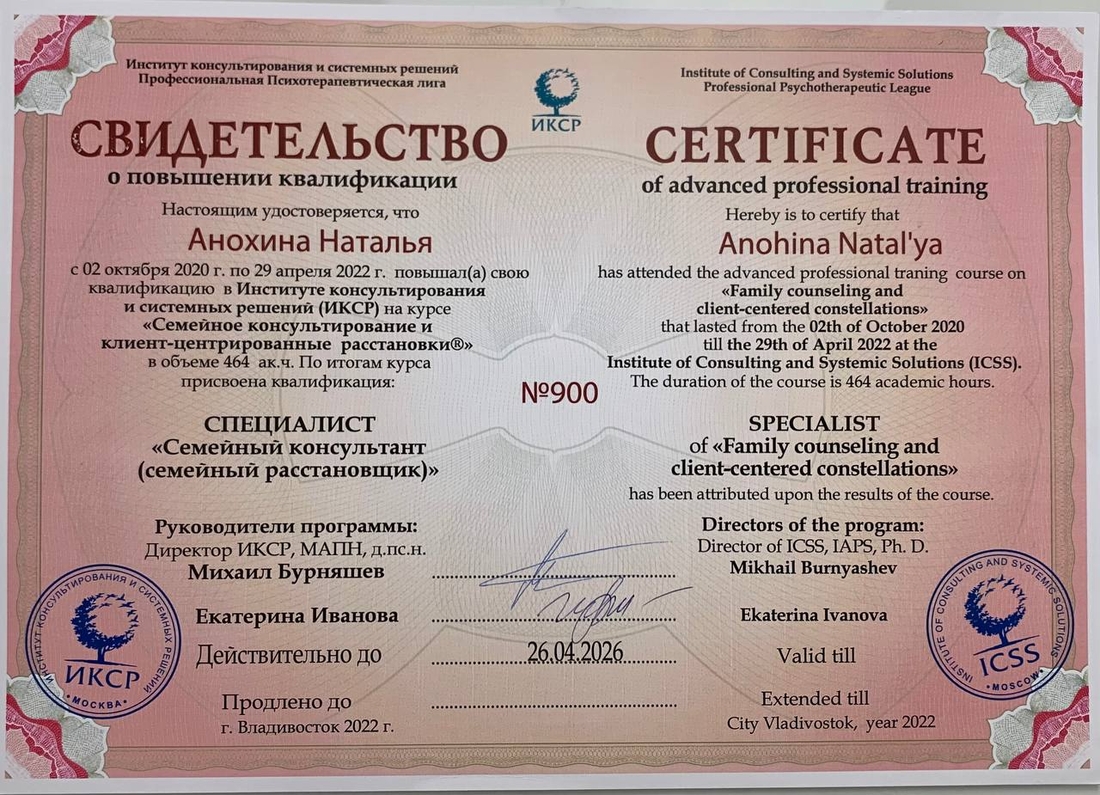 Институт консультирования и системных решений
Профессиональная Психотерапевтическая лига
СВИДЕТЕЛЬСТВО
о повышении квалификации
Настоящим удостоверяется, что
Анохина Наталья
с 02 октября 2020 г. по 29 апреля 2022 г. повышал(а) свою
квалификацию в Институте консультирования
и системных решений (ИКСР) на курсе
«Семейное консультирование и
клиент-центрированные расстановки®»
в объеме 464 ак.ч. По итогам курса
присвоена квалификация:
СПЕЦИАЛИСТ
«Семейный консультант
(семейный расстановщик)»
Руководители программы:
Директор ИКСР, МАПН, д.пс.н.
Михаил Бурняшев
Екатерина Иванова
Действительно до
Продлено до
г. Владивосток 2022 г.
ИКСР
№900
26.04.2026
Institute of Consulting and Systemic Solutions
Professional Psychotherapeutic League
CERTIFICATE
of advanced professional training
Hereby is to certify that
Anohina Natal'ya
has attended the advanced professional traning course on
«Family counseling and
client-centered constellations»
that lasted from the 02th of October 2020
till the 29th of April 2022 at the
Institute of Consulting and Systemic Solutions (ICSS).
The duration of the course is 464 academic hours.
SPECIALIST
of «Family counseling and
client-centered constellations»
has been attributed upon the results of the course.
Directors of the program:
Director of ICSS, IAPS, Ph. D.
Mikhail Burnyashev
Ekaterina Ivanova
Valid till
Extended till
City Vladivostok, year 2022
ИНСТИТУТ КОНСУЛЬТИРОВАНИЯ И СИСТЕМНЫХ РЕШЕНИЙ
ИКСР
• МОСКВА •
INSTITUTE OF CONSULTING AND SYSTEMIC SOLUTIONS
ICSS
• MOSCOW •